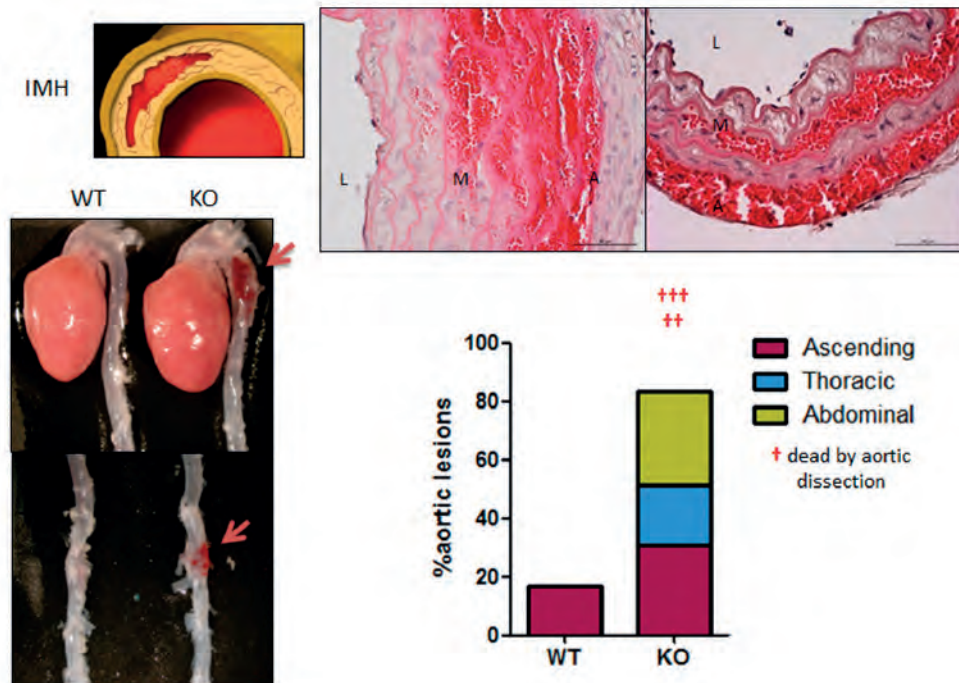 IMH
L
M
A
L
M
A
WT
KO
†††
††
100
80
60
40
20
0
%aortic lesions
WT
KO
Ascending
Thoracic
Abdominal
† dead by aortic
dissection